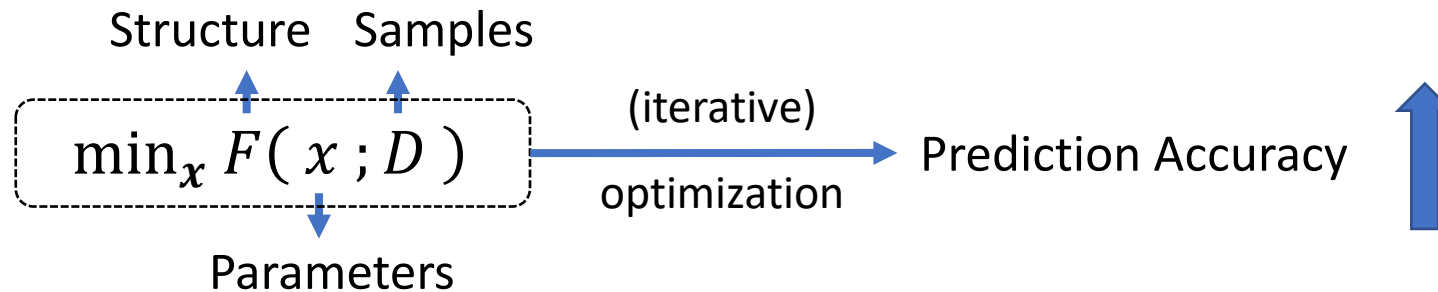 Structure Samples
(iterative)
min_x F( x ; D )
Prediction Accuracy
optimization
Parameters